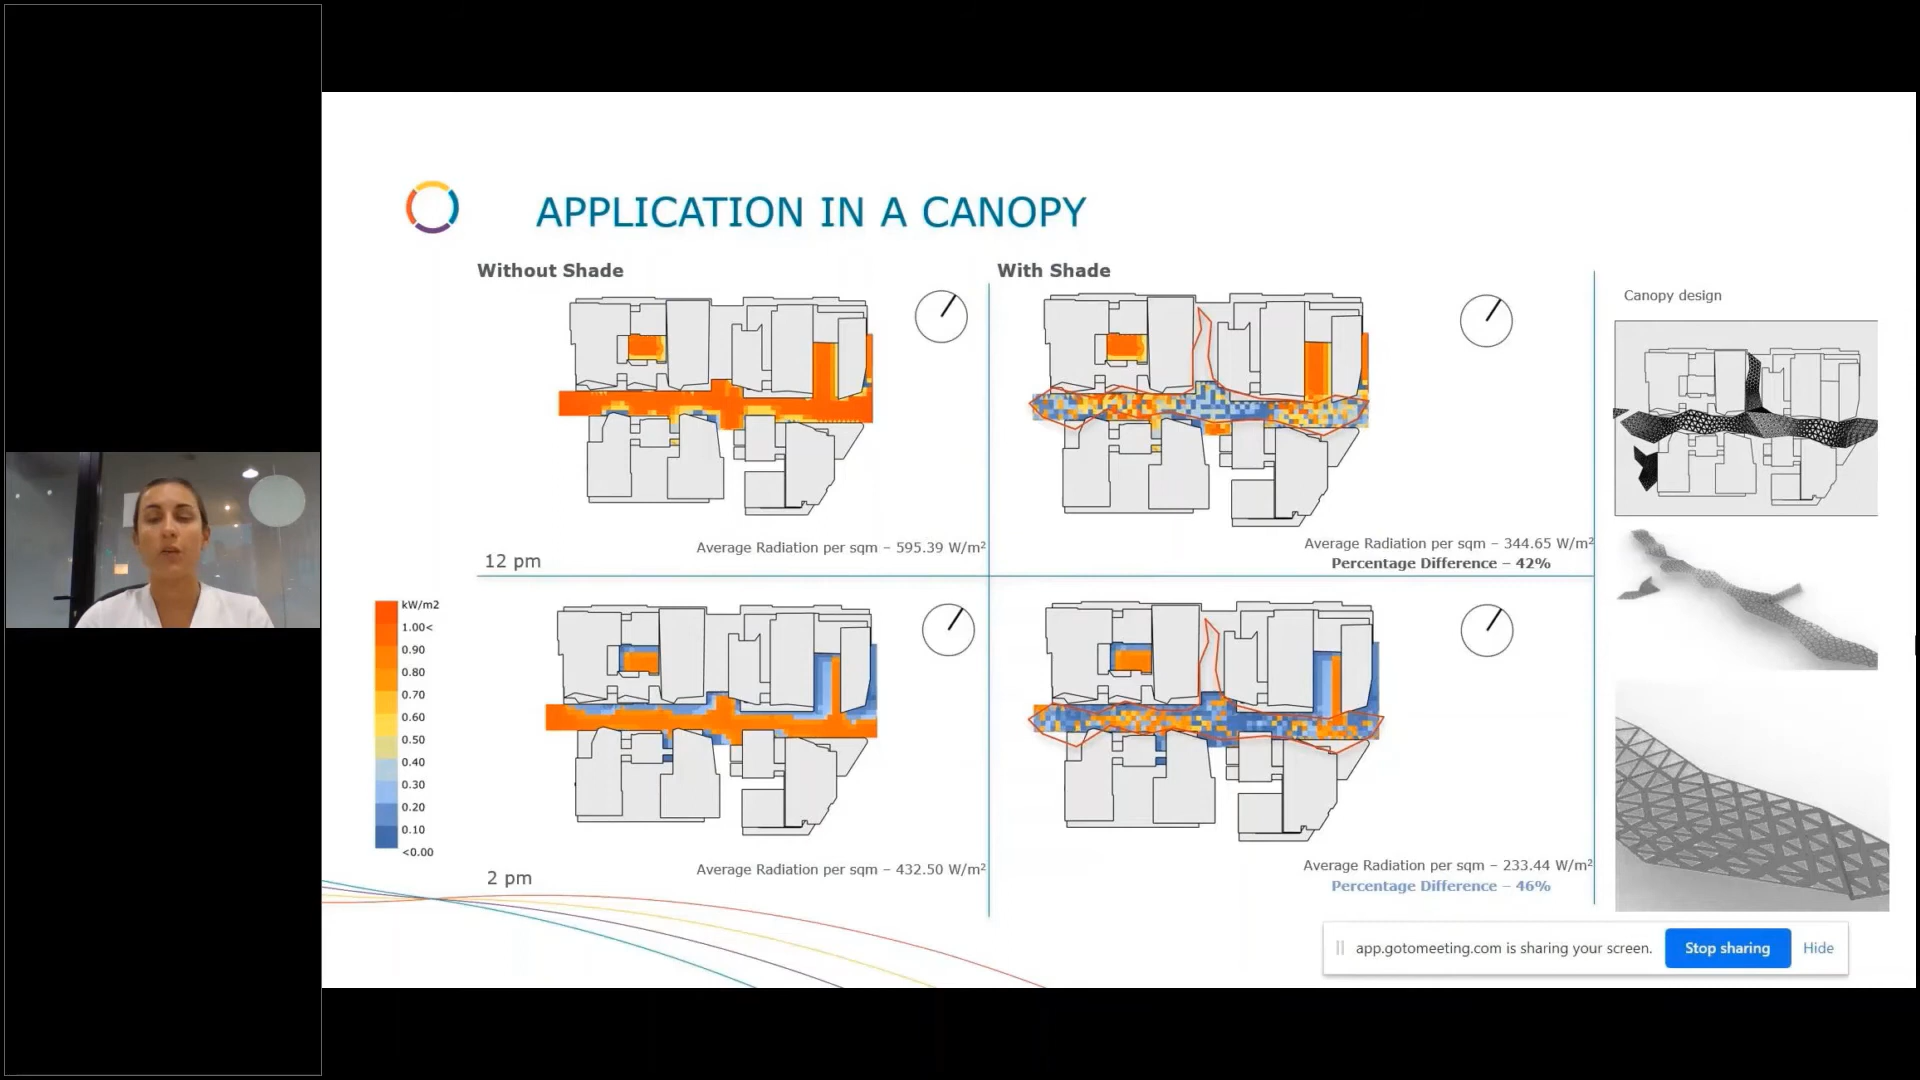 APPLICATION IN A CANOPY
Without Shade
With Shade
Canopy design
Average Radiation per sqm – 595.39 W/m²
12 pm
Average Radiation per sqm – 344.65 W/m²
Percentage Difference – 42%
kW/m2
1.00<
0.90
0.80
0.70
0.60
0.50
0.40
0.30
0.20
0.10
<0.00
2 pm
Average Radiation per sqm – 432.50 W/m²
Average Radiation per sqm – 233.44 W/m²
Percentage Difference – 46%
app.gotomeeting.com is sharing your screen.
Stop sharing
Hide